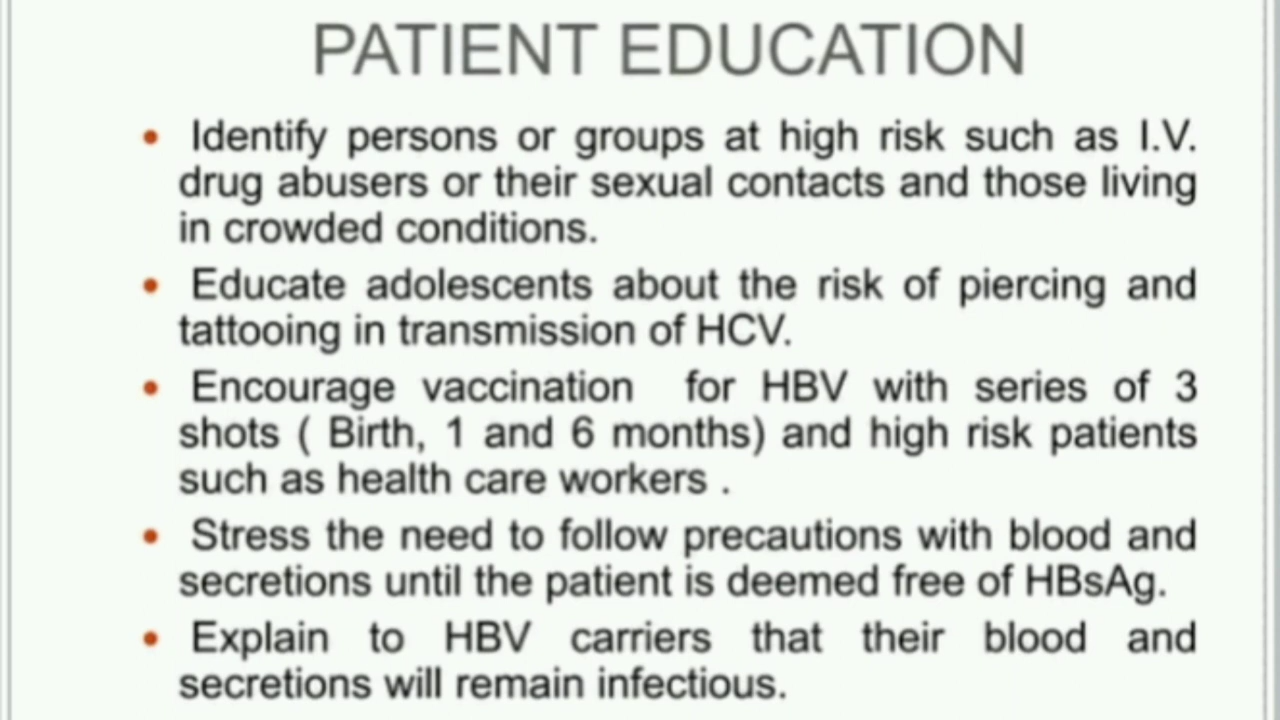 PATIENT EDUCATION
• Identify persons or groups at high risk such as I.V.
drug abusers or their sexual contacts and those living
in crowded conditions.
• Educate adolescents about the risk of piercing and
tattooing in transmission of HCV.
• Encourage vaccination for HBV with series of 3
shots ( Birth, 1 and 6 months) and high risk patients
such as health care workers .
• Stress the need to follow precautions with blood and
secretions until the patient is deemed free of HBsAg.
• Explain to HBV carriers that their blood and
secretions will remain infectious.